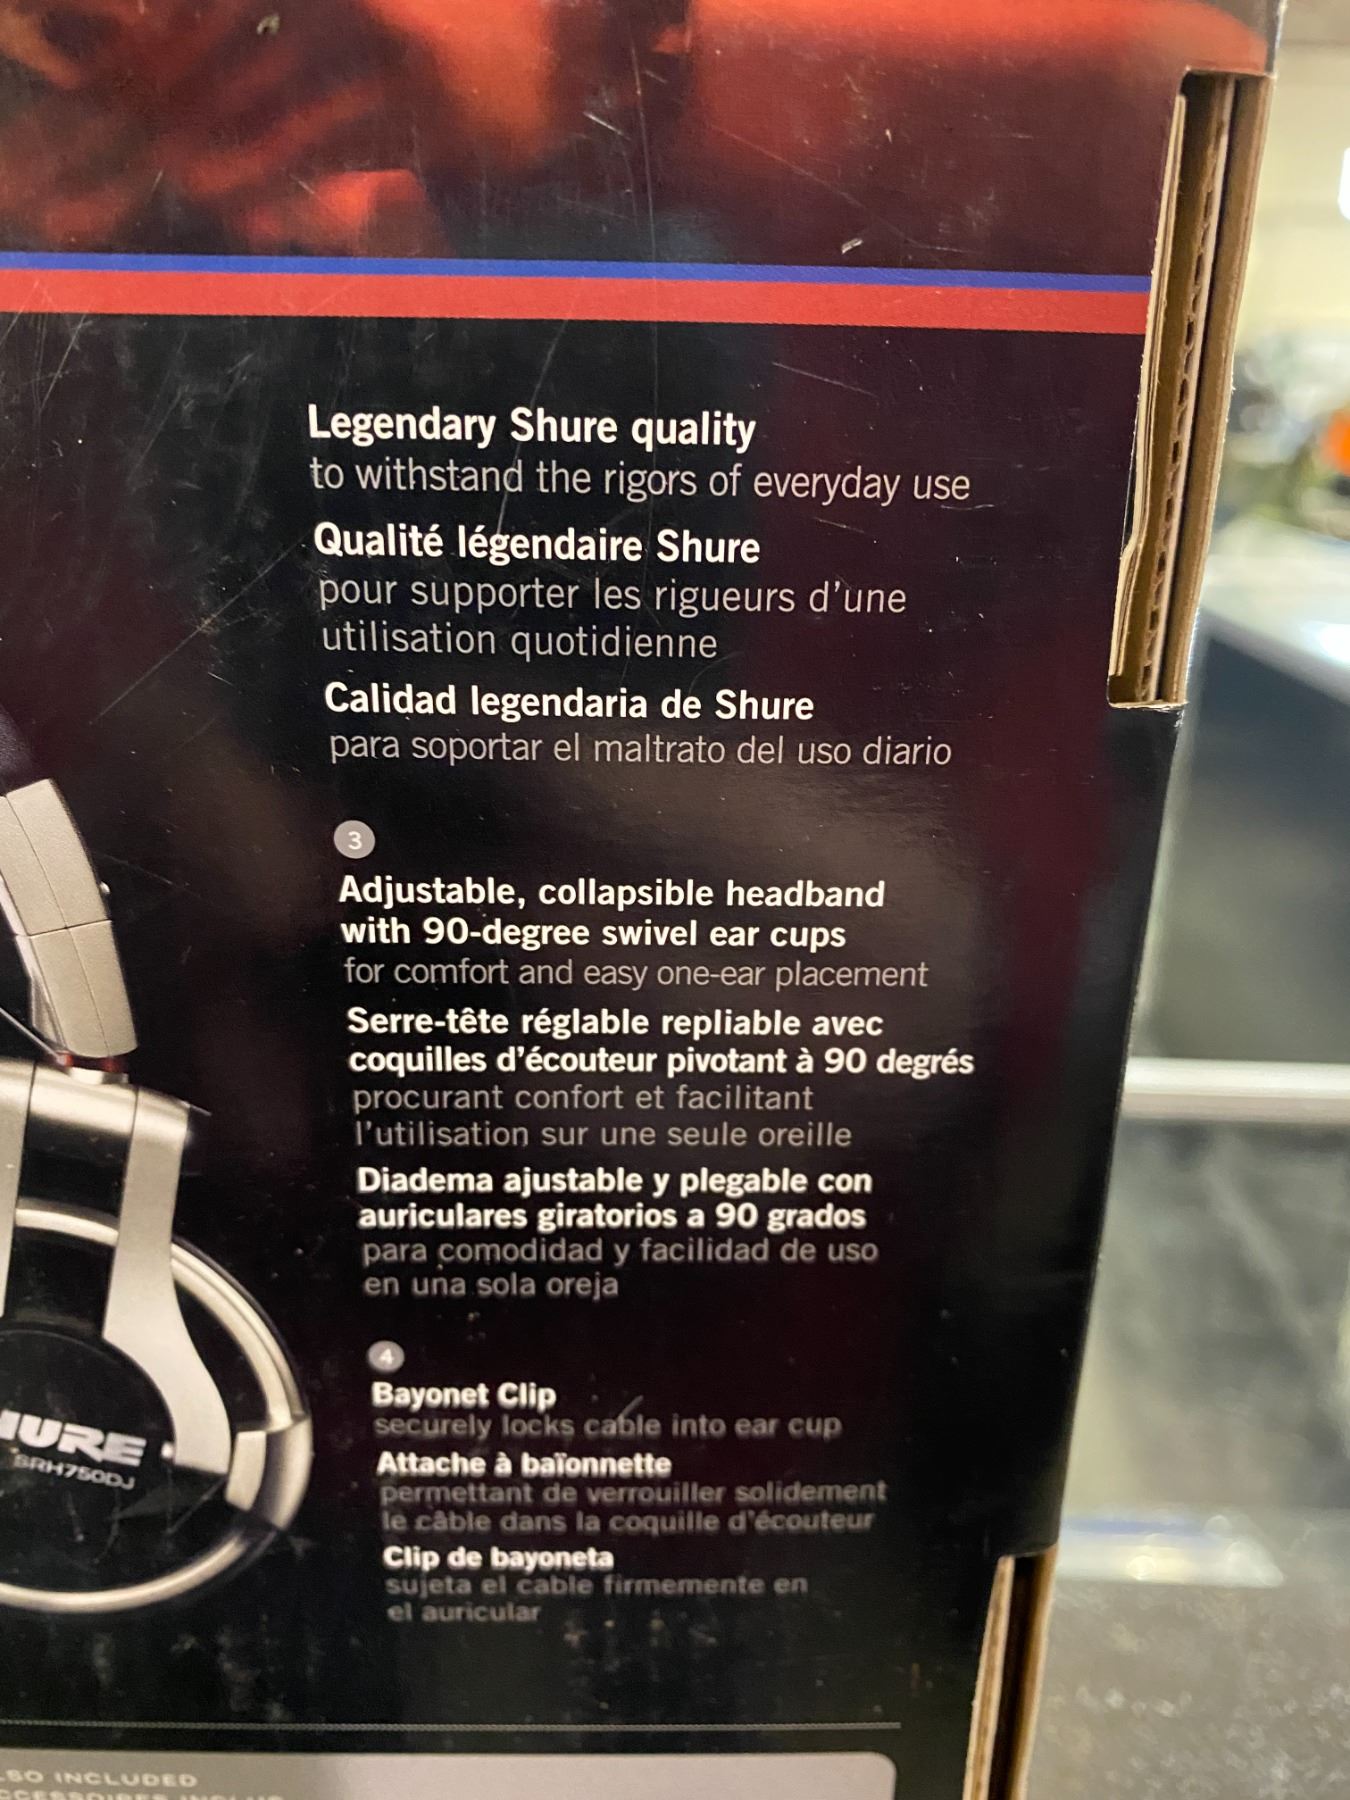 Legendary Shure quality
to withstand the rigors of everyday use
Qualité légendaire Shure
pour supporter les rigueurs d'une
utilisation quotidienne
Calidad legendaria de Shure
para soportar el maltrato del uso diario
3
Adjustable, collapsible headband
with 90-degree swivel ear cups
for comfort and easy one-ear placement
Serre-tête réglable repliable avec
coquilles d'écouteur pivotant à 90 degrés
procurant confort et facilitant
l'utilisation sur une seule oreille
Diadema ajustable y plegable con
auriculares giratorios a 90 grados
para comodidad y facilidad de uso
en una sola oreja
4
Bayonet Clip
securely locks cable into ear cup
Attache à baïonnette
permettant de verrouiller solidement
le câble dans la coquille d'écouteur
Clip de bayoneta
sujeta el cable firmemente en
el auricular
HURE
SRH750DJ
LSO INCLUDED